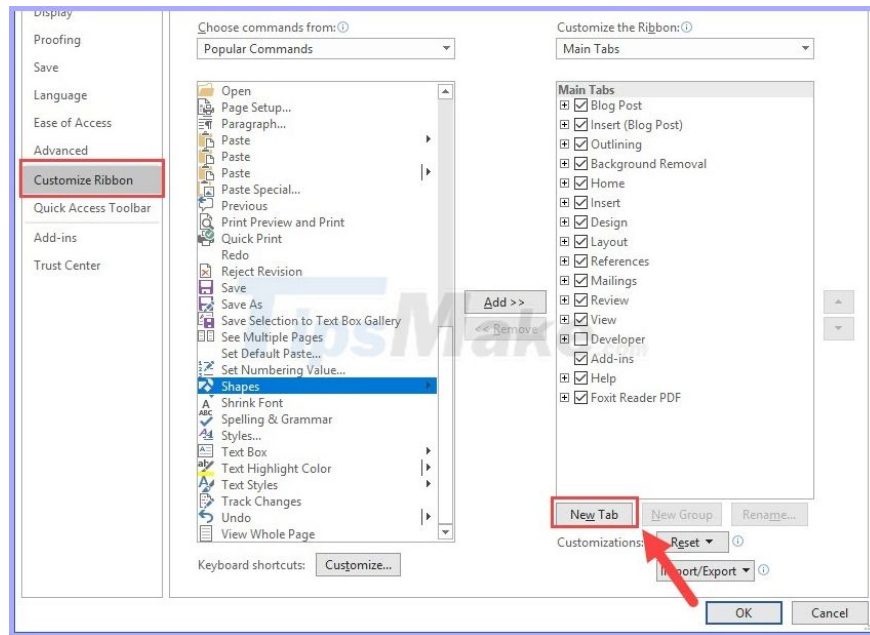 Display
Proofing
Save
Language
Ease of Access
Advanced
Customize Ribbon
Quick Access Toolbar
Add-ins
Trust Center
Choose commands from:
Popular Commands
Open
Page Setup...
Paragraph...
Paste
Paste
Paste
Paste Special...
Previous
Print Preview and Print
Quick Print
Redo
Reject Revision
Save
Save As
Save Selection to Text Box Gallery
See Multiple Pages
Set Default Paste...
Set Numbering Value...
Shapes
Shrink Font
Spelling & Grammar
Styles...
Text Box
Text Highlight Color
Text Styles
Track Changes
Undo
View Whole Page
Keyboard shortcuts: Customize...
Add >>
<< Remove
Customize the Ribbon:
Main Tabs
Main Tabs
Blog Post
Insert (Blog Post)
Outlining
Background Removal
Home
Insert
Design
Layout
References
Mailings
Review
View
Developer
Add-ins
Help
Foxit Reader PDF
New Tab New Group Rename...
Customizations: Reset
Import/Export
OK Cancel
TipsMake.com